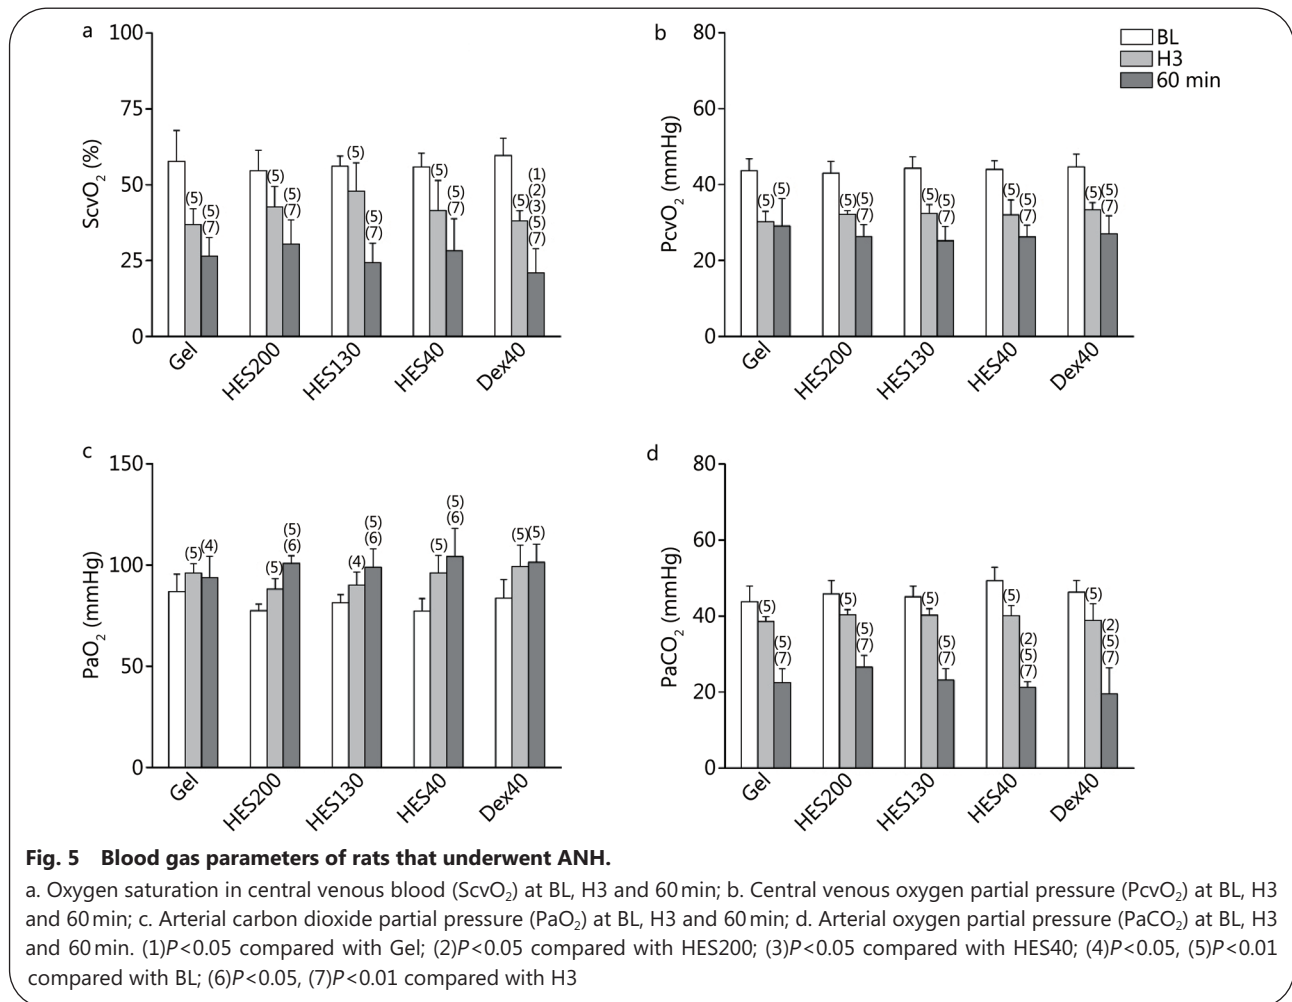 a
100
75
50
25
0
ScvO2 (%)
(5)
(5)
(7)
(5)
(5)
(7)
(5)
(5)
(7)
(5)
(5)
(7)
(5)
(1)
(2)
(3)
(5)
(7)
Gel
HES200
HES130
HES40
Dex40
b
80
60
40
20
0
PcvO2 (mmHg)
(5)
(5)
(5)
(5)
(7)
(5)
(5)
(7)
(5)
(5)
(7)
(5)
(5)
(7)
Gel
HES200
HES130
HES40
Dex40
BL
H3
60 min
c
150
100
50
0
PaO2 (mmHg)
(5)
(4)
(5)
(5)
(6)
(4)
(5)
(6)
(5)
(5)
(6)
(5)
(5)
Gel
HES200
HES130
HES40
Dex40
d
80
60
40
20
0
PaCO2 (mmHg)
(5)
(5)
(7)
(5)
(5)
(7)
(5)
(5)
(7)
(5)
(2)
(5)
(7)
(5)
(2)
(5)
(7)
Gel
HES200
HES130
HES40
Dex40
Fig. 5 Blood gas parameters of rats that underwent ANH.
a. Oxygen saturation in central venous blood (ScvO2) at BL, H3 and 60 min; b. Central venous oxygen partial pressure (PcvO2) at BL, H3
and 60 min; c. Arterial carbon dioxide partial pressure (PaO2) at BL, H3 and 60 min; d. Arterial oxygen partial pressure (PaCO2) at BL, H3
and 60 min. (1)P<0.05 compared with Gel; (2)P<0.05 compared with HES200; (3)P<0.05 compared with HES40; (4)P<0.05, (5)P<0.01
compared with BL; (6)P<0.05, (7)P<0.01 compared with H3